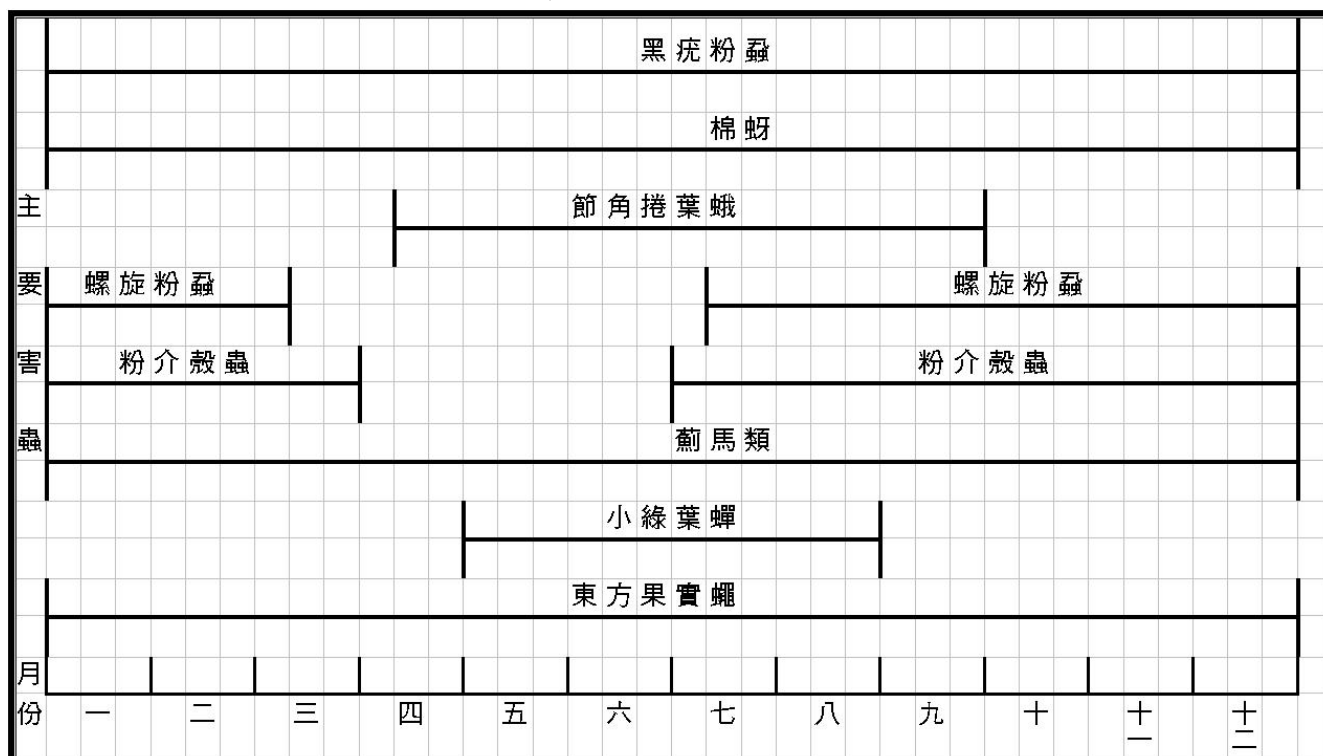 黑疣粉蝨
棉蚜
節角捲葉蛾
螺旋粉蝨 螺旋粉蝨
粉介殼蟲 粉介殼蟲
薊馬類
小綠葉蟬
東方果實蠅
主要害蟲
月份
一 二 三 四 五 六 七 八 九 十 十一 十二